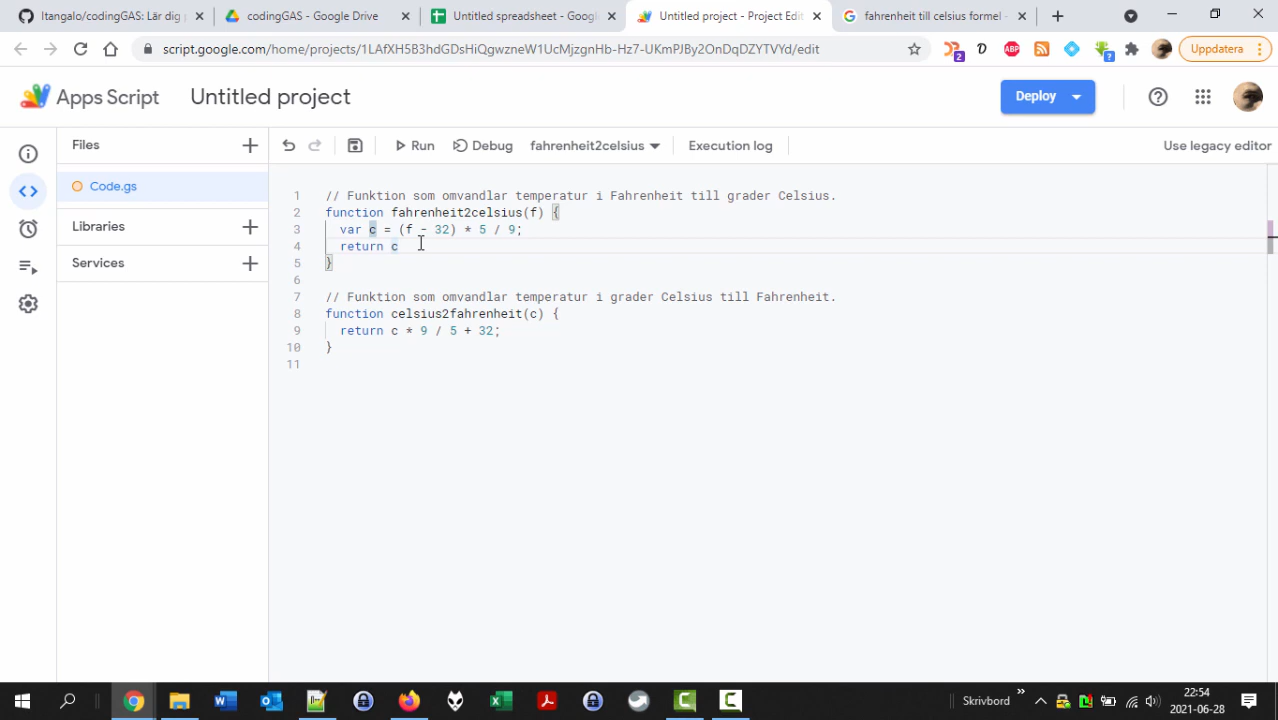 Itangalo/codingGAS: Lär dig p
codingGAS - Google Drive
Untitled spreadsheet - Googl
Untitled project - Project Edit
fahrenheit till celsius formel -
script.google.com/home/projects/1LAfXH5B3hdGDsHiQgwzneW1UcMjzgnHb-Hz7-UKmPJBy2OnDqDZYTVYd/edit
2
ABP
?
Uppdatera
Apps Script
Untitled project
Deploy
Files
Run
Debug
fahrenheit2celsius
Execution log
Use legacy editor
Code.gs
Libraries
Services
1 // Funktion som omvandlar temperatur i Fahrenheit till grader Celsius.
2 function fahrenheit2celsius(f) {
3 var c = (f - 32) * 5 / 9;
4 return c
5 }
6
7 // Funktion som omvandlar temperatur i grader Celsius till Fahrenheit.
8 function celsius2fahrenheit(c) {
9 return c * 9 / 5 + 32;
10 }
11
Skrivbord
22:54
2021-06-28